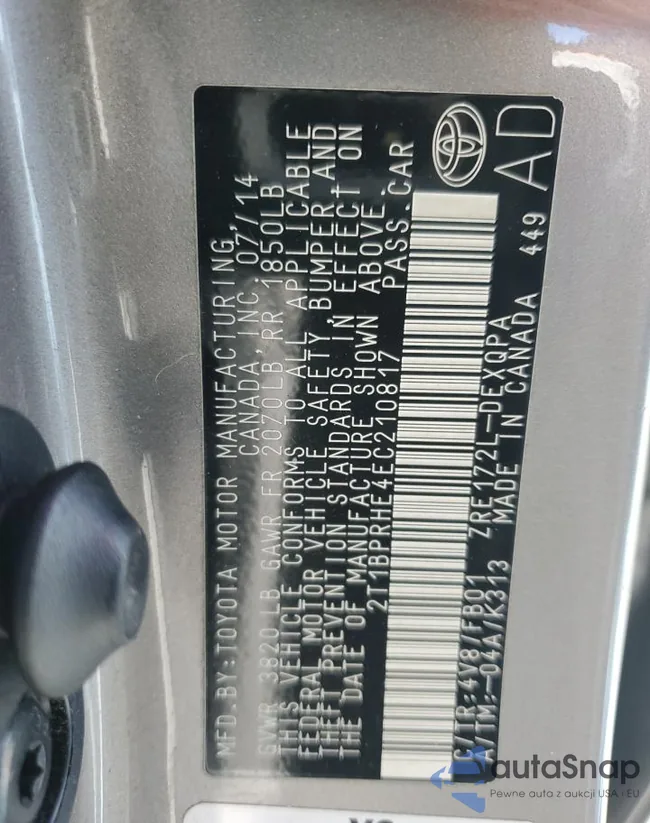 MFD.BY:TOYOTA MOTOR MANUFACTURING,
CANADA, INC. 07/14
GVWR 3820LB GAWR FR 2070LB RR 1850LB
THIS VEHICLE CONFORMS TO ALL APPLICABLE
FEDERAL MOTOR VEHICLE SAFETY, BUMPER, AND
THEFT PREVENTION STANDARDS IN EFFECT ON
THE DATE OF MANUFACTURE SHOWN ABOVE.
2T1BPRHE4EC210817 PASS.CAR
C/TR:4V8/FB01 ZRE172L-DEXQPA
A/TM:-04A/K313 MADE IN CANADA 449
AD
autaSnap
Pewne auta z aukcji USA - EU